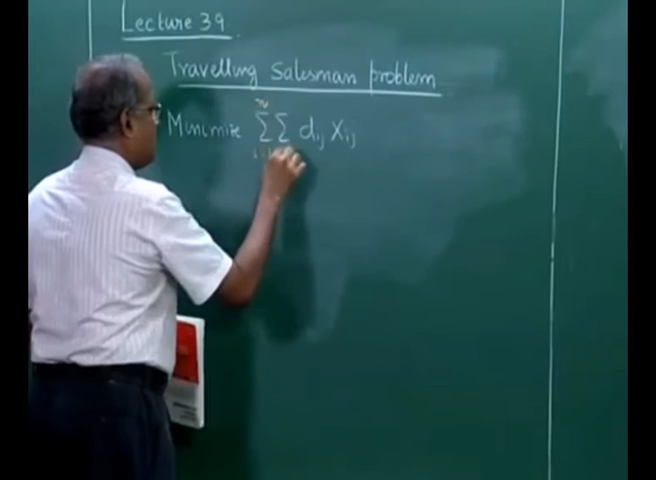 Lecture 39
Travelling Salesman problem
Minimize ∑∑ dij Xij